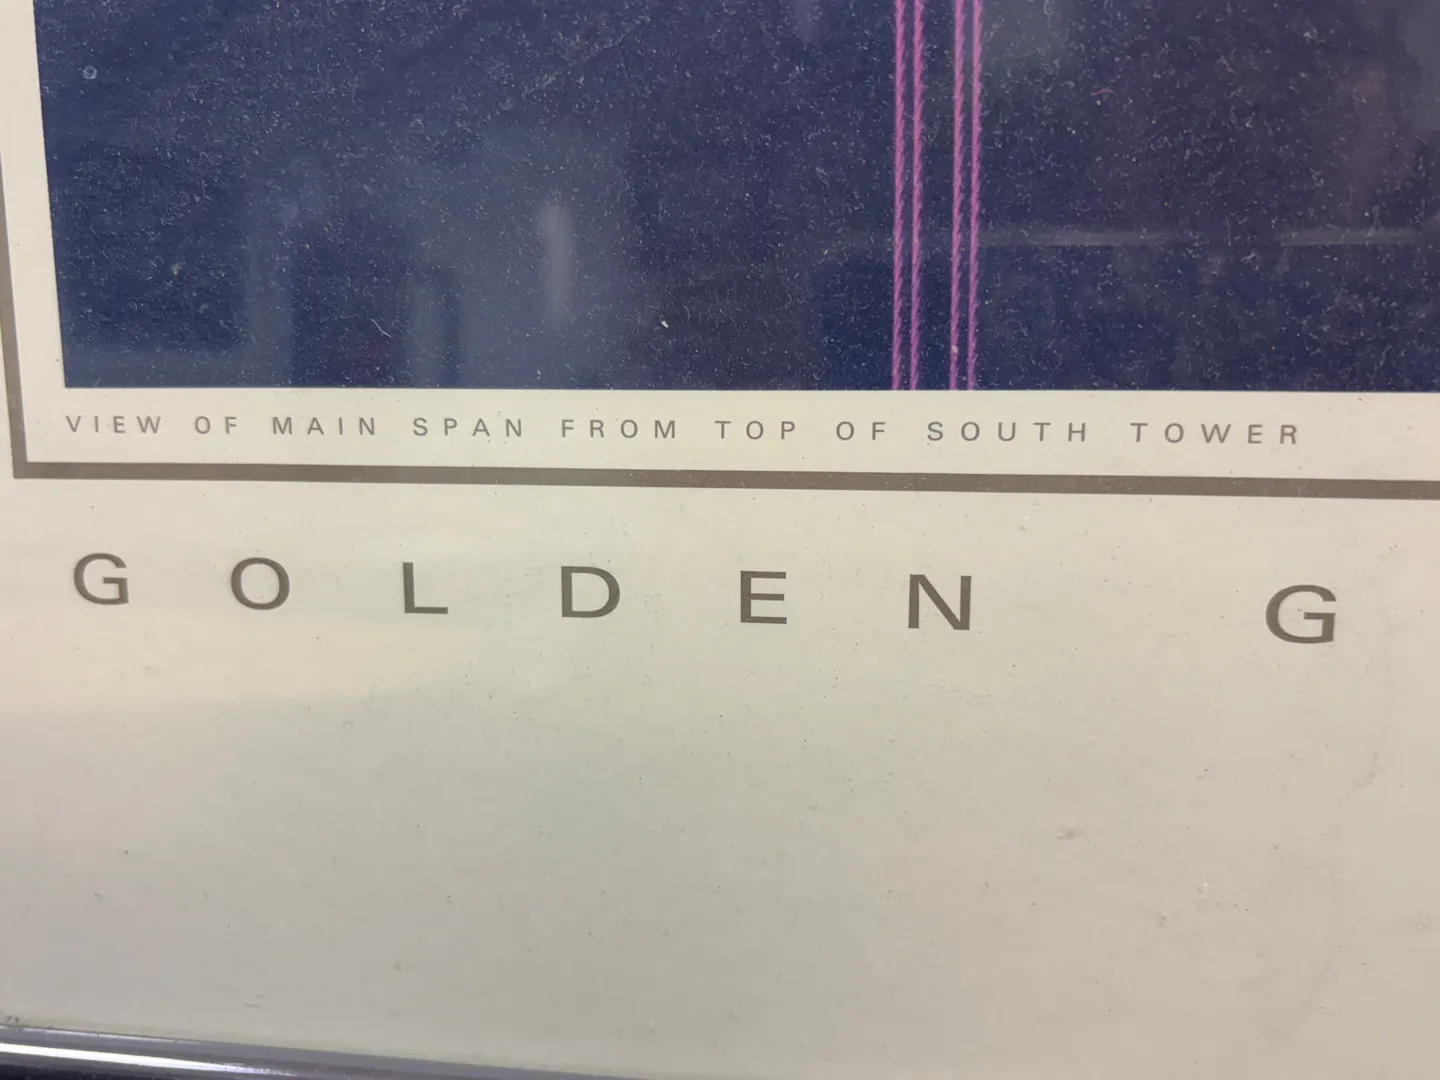 VIEW OF MAIN SPAN FROM TOP OF SOUTH TOWER
GOLDEN G